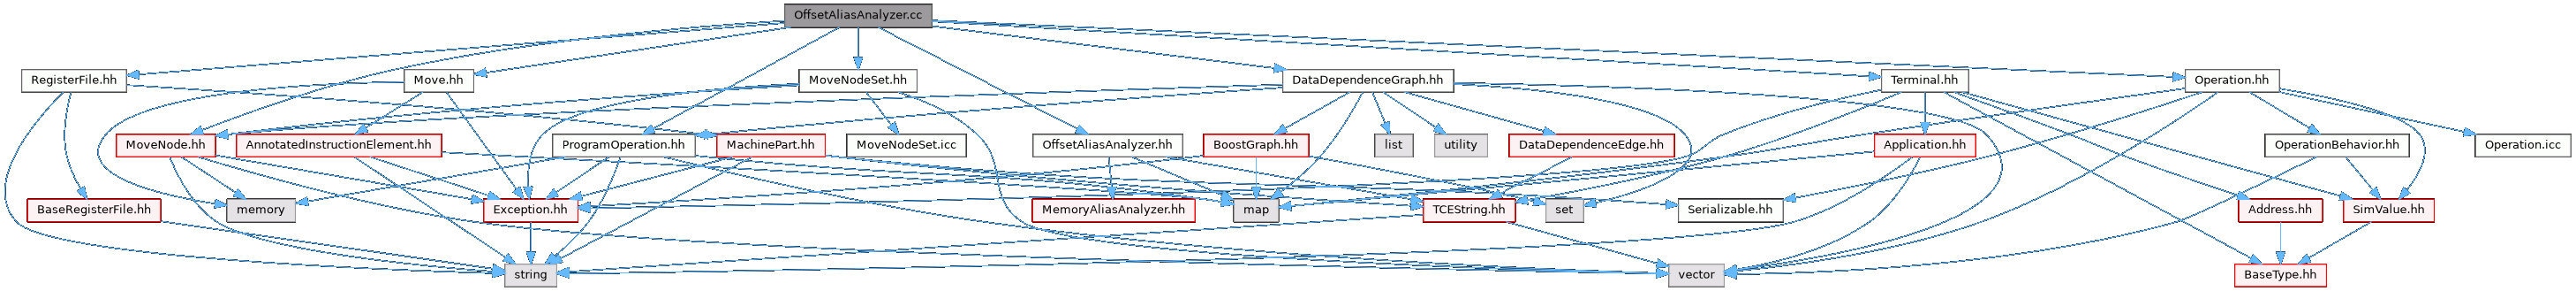 OffsetAliasAnalyzer.cc
RegisterFile.hh
Move.hh
MoveNodeSet.hh
DataDependenceGraph.hh
Terminal.hh
Operation.hh
MoveNode.hh
AnnotatedInstructionElement.hh
ProgramOperation.hh
MachinePart.hh
MoveNodeSet.icc
OffsetAliasAnalyzer.hh
BoostGraph.hh
list
utility
DataDependenceEdge.hh
Application.hh
OperationBehavior.hh
Operation.icc
BaseRegisterFile.hh
memory
Exception.hh
MemoryAliasAnalyzer.hh
map
TCEString.hh
set
Serializable.hh
Address.hh
SimValue.hh
string
vector
BaseType.hh